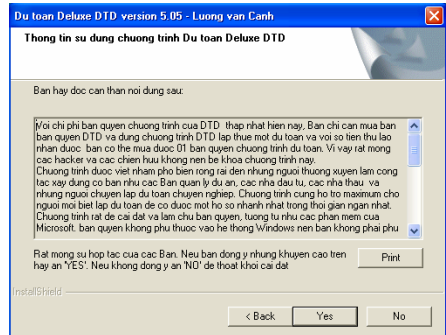 Du toan Deluxe DTD version 5.05 - Luong van Canh
Thong tin su dung chuong trinh Du toan Deluxe DTD
Ban hay doc can than noi dung sau:
Voi chi phi ban quyen chuong trinh cua DTD thap nhat hien nay, Ban chi can mua ban
ban quyen DTD va dung chuong trinh DTD lap thue mot du toan va voi so tien thu lao
nhan duoc ban co the mua duoc 01 ban quyen chuong trinh du toan. Vi vay rat mong
cac hacker va cac chien huu khong nen be khoa chuong trinh nay.
Chuong trinh duoc viet nham pho bien rong rai den nhung nguoi thuong xuyen lam cong
tac xay dung co ban nhu cac Ban quan ly du an, cac nha dau tu, cac nha thau va
nhung nguoi chuyen lap du toan chuyen nghiep. Chuong trinh cung ho tro maximum cho
nguoi moi biet lap du toan de co duoc mot ho so nhanh nhat trong thoi gian ngan nhat.
Chuong trinh rat de cai dat va lam chu ban quyen, tuong tu nhu cac phan mem cua
Microsoft. ban quyen khong phu thuoc vao he thong Windows nen ban khong phai phu
Rat mong su hop tac cua cac Ban. Neu ban dong y nhung khuyen cao tren
hay an "YES". Neu khong dong y an 'NO' de thoat khoi cai dat
Print
InstallShield
< Back
Yes
No